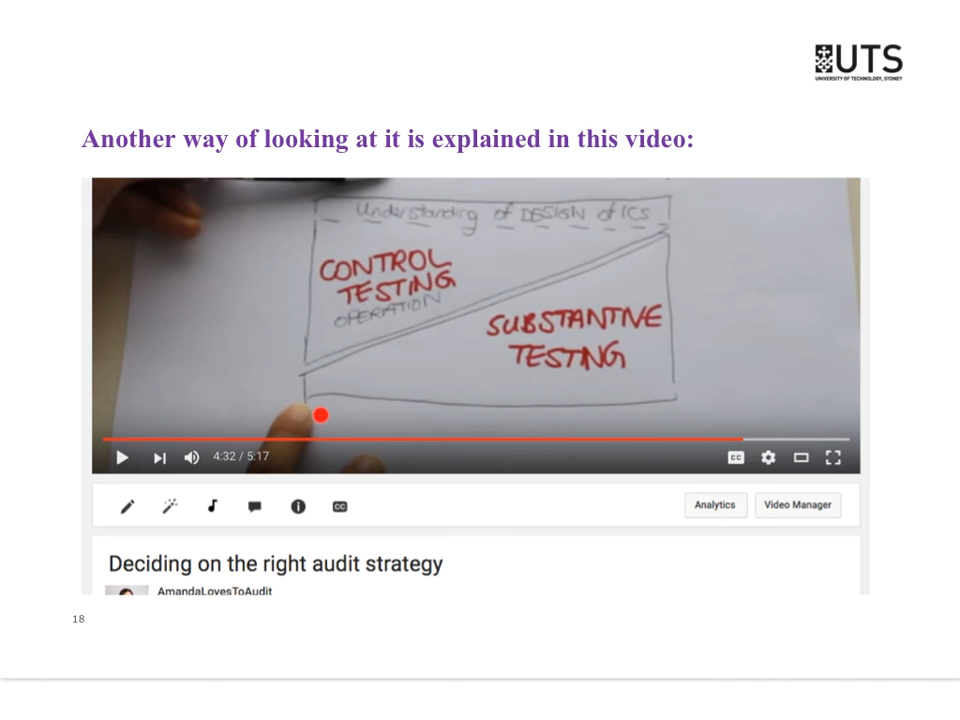 UTS
UNIVERSITY OF TECHNOLOGY, SYDNEY
Another way of looking at it is explained in this video:
Understanding of DESIGN of ICS
CONTROL
TESTING
OPERATION
SUBSTANTIVE
TESTING
4:32 / 5:17
CC
CC
Analytics
Video Manager
Deciding on the right audit strategy
AmandaLovesToAudit
18